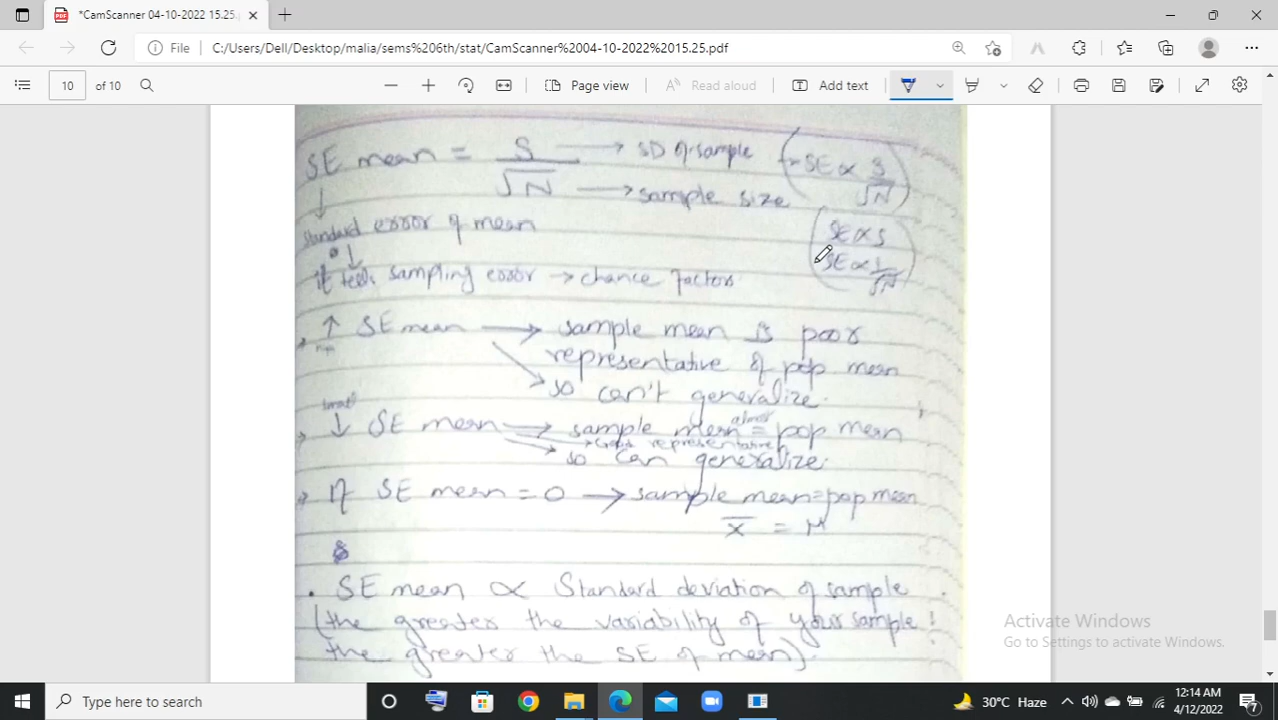 *CamScanner 04-10-2022 15.25.
File
C:/Users/Dell/Desktop/malia/sems%206th/stat/CamScanner%2004-10-2022%2015.25.pdf
10 of 10
Page view
Read aloud
Add text
SE mean = S → SD of sample
√N → sample size
(SE ∝ S
√N)
standard error of mean
SE ∝ S
SE ∝ 1
√N
it tells sampling error → chance factors
↑ SE mean → sample mean is poor
representative of pop mean
so can't generalize.
↓ SE mean → sample mean almost = pop mean
Good representative
so can generalize.
If SE mean = 0 → sample mean = pop mean
x̄ = μ
. SE mean ∝ Standard deviation of sample
(the greater the variability of your sample
the greater the SE of mean).
Activate Windows
Go to Settings to activate Windows.
Type here to search
30°C Haze
12:14 AM
4/12/2022
7